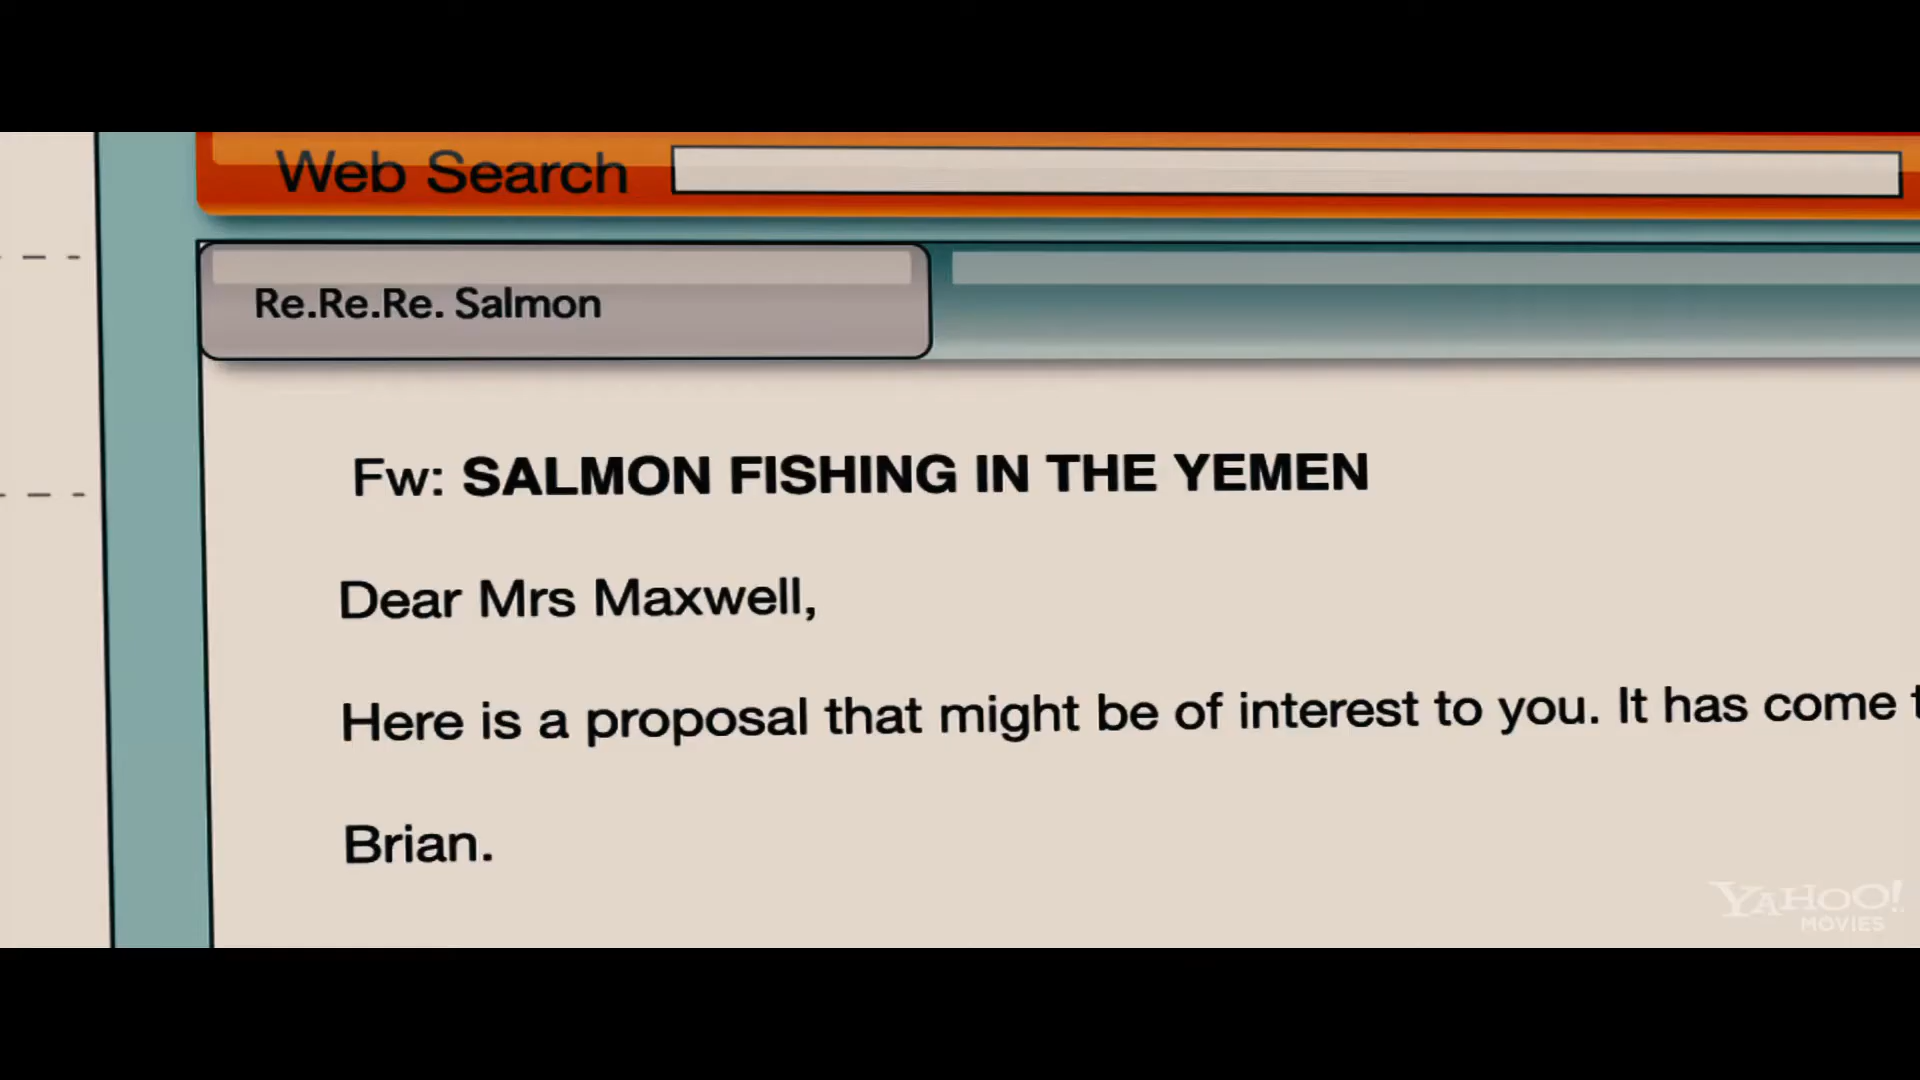 Web Search
Re.Re.Re. Salmon
Fw: SALMON FISHING IN THE YEMEN
Dear Mrs Maxwell,
Here is a proposal that might be of interest to you. It has come
Brian.
YAHOO!
MOVIES